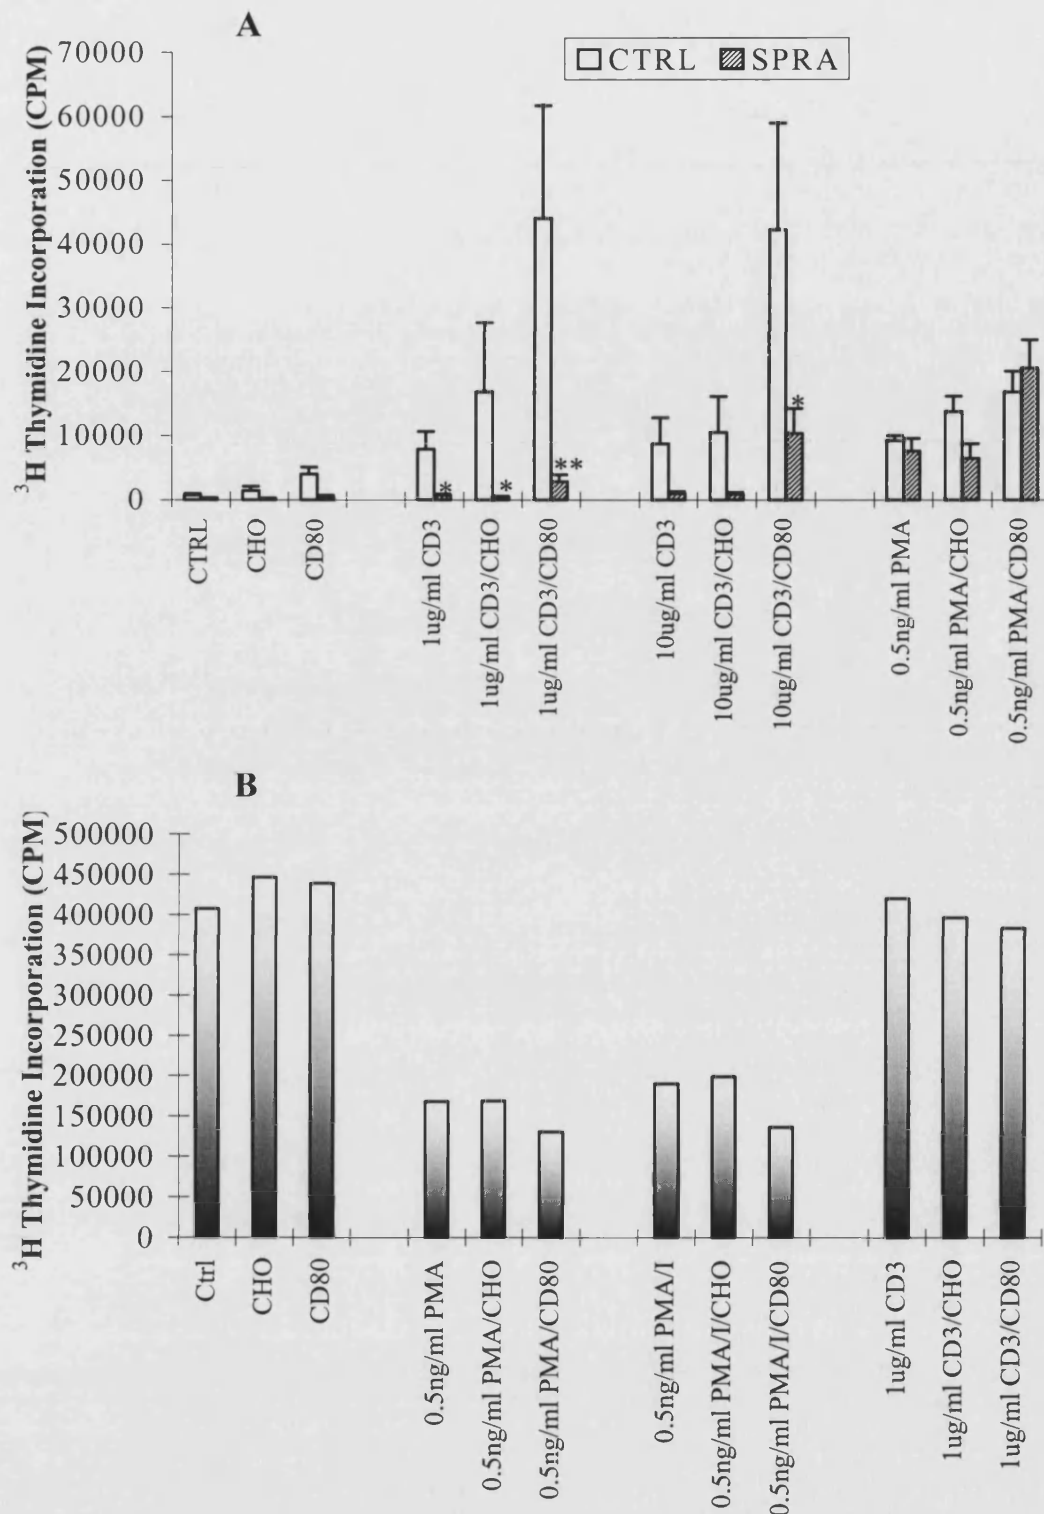 A
CTRL SPRA
³H Thymidine Incorporation (CPM)
70000
60000
50000
40000
30000
20000
10000
0
*
*
**
*
CTRL
CHO
CD80
1ug/ml CD3
1ug/ml CD3/CHO
1ug/ml CD3/CD80
10ug/ml CD3
10ug/ml CD3/CHO
10ug/ml CD3/CD80
0.5ng/ml PMA
0.5ng/ml PMA/CHO
0.5ng/ml PMA/CD80
B
³H Thymidine Incorporation (CPM)
500000
450000
400000
350000
300000
250000
200000
150000
100000
50000
0
Ctrl
CHO
CD80
0.5ng/ml PMA
0.5ng/ml PMA/CHO
0.5ng/ml PMA/CD80
0.5ng/ml PMA/I
0.5ng/ml PMA/I/CHO
0.5ng/ml PMA/I/CD80
1ug/ml CD3
1ug/ml CD3/CHO
1ug/ml CD3/CD80